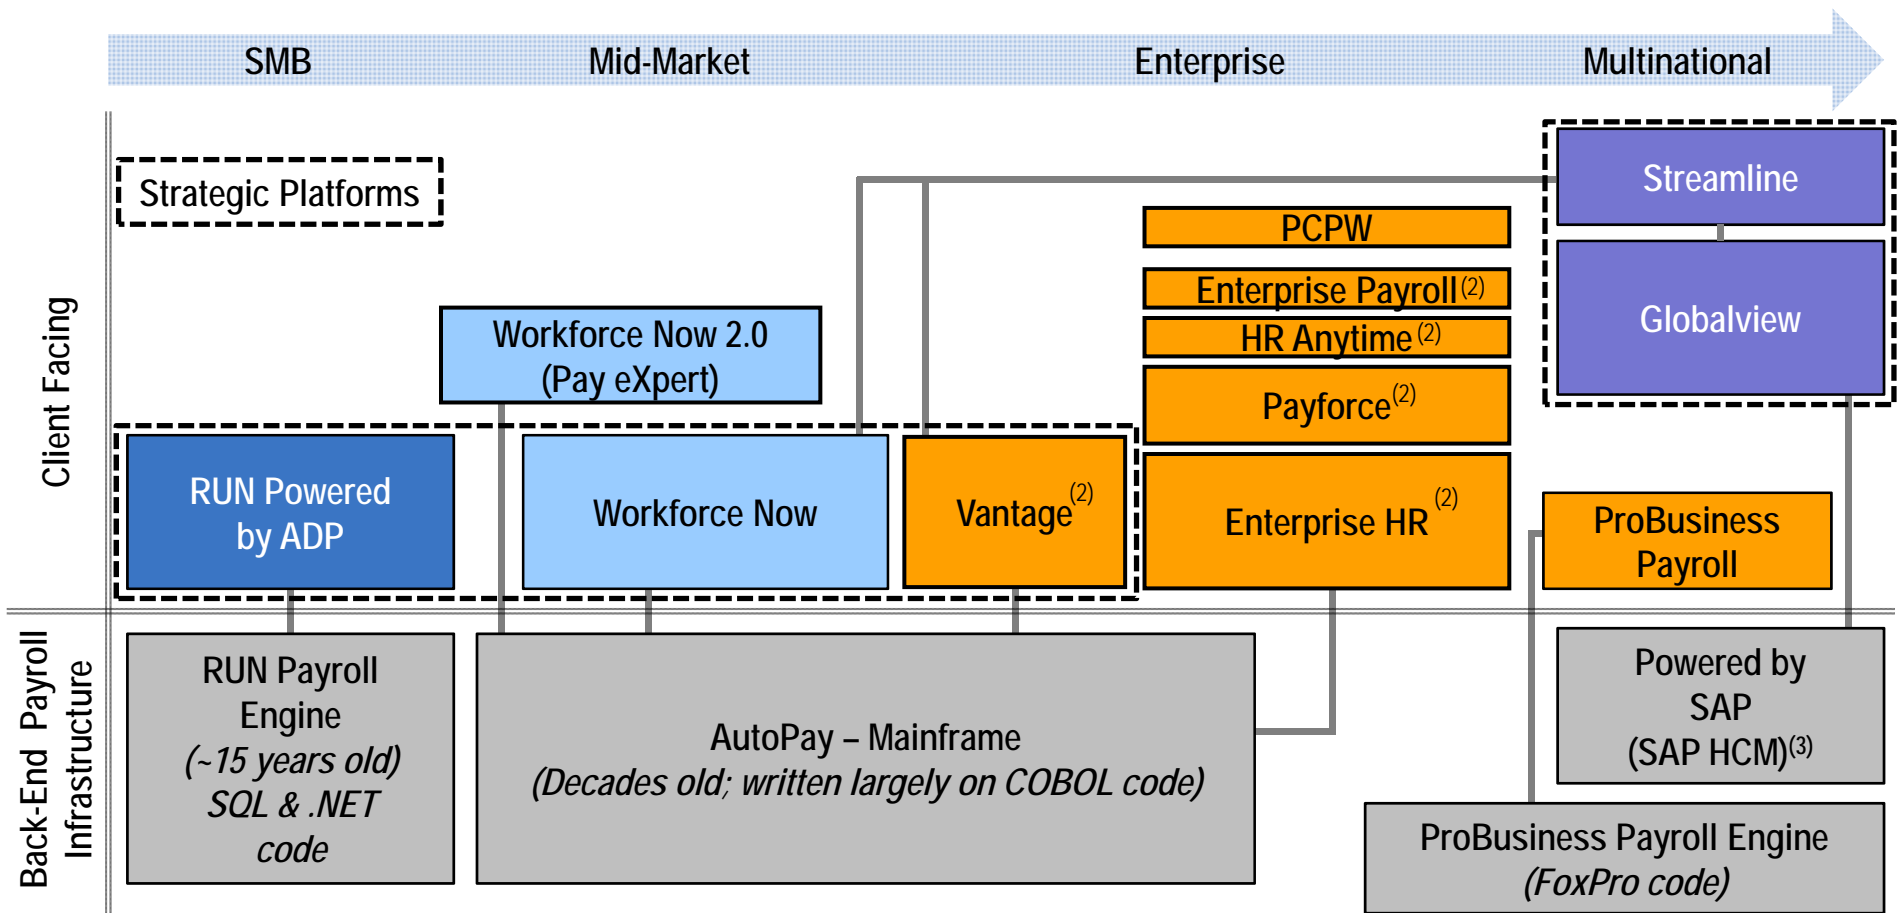 SMB
Mid-Market
Enterprise
Multinational
Strategic Platforms
Client Facing
Streamline
Globalview
PCPW
Enterprise Payroll(2)
HR Anytime(2)
Payforce(2)
Enterprise HR(2)
Workforce Now 2.0
(Pay eXpert)
RUN Powered
by ADP
Workforce Now
Vantage(2)
ProBusiness
Payroll
Back-End Payroll
Infrastructure
RUN Payroll
Engine
(~15 years old)
SQL & .NET
code
AutoPay – Mainframe
(Decades old; written largely on COBOL code)
Powered by
SAP
(SAP HCM)(3)
ProBusiness Payroll Engine
(FoxPro code)